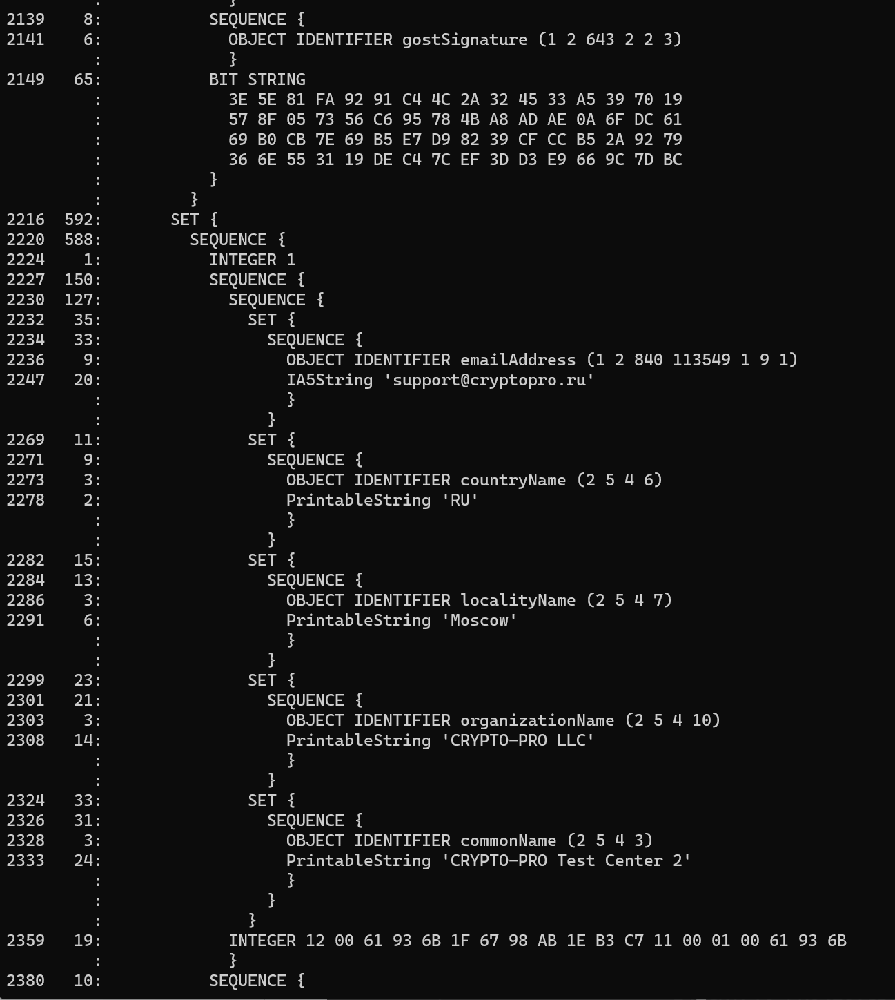 : }
2139 8: SEQUENCE {
2141 6: OBJECT IDENTIFIER gostSignature (1 2 643 2 2 3)
: }
2149 65: BIT STRING
: 3E 5E 81 FA 92 91 C4 4C 2A 32 45 33 A5 39 70 19
: 57 8F 05 73 56 C6 95 78 4B A8 AD AE 0A 6F DC 61
: 69 B0 CB 7E 69 B5 E7 D9 82 39 CF CC B5 2A 92 79
: 36 6E 55 31 19 DE C4 7C EF 3D D3 E9 66 9C 7D BC
: }
: }
2216 592: SET {
2220 588: SEQUENCE {
2224 1: INTEGER 1
2227 150: SEQUENCE {
2230 127: SEQUENCE {
2232 35: SET {
2234 33: SEQUENCE {
2236 9: OBJECT IDENTIFIER emailAddress (1 2 840 113549 1 9 1)
2247 20: IA5String 'support@cryptopro.ru'
: }
: }
2269 11: SET {
2271 9: SEQUENCE {
2273 3: OBJECT IDENTIFIER countryName (2 5 4 6)
2278 2: PrintableString 'RU'
: }
: }
2282 15: SET {
2284 13: SEQUENCE {
2286 3: OBJECT IDENTIFIER localityName (2 5 4 7)
2291 6: PrintableString 'Moscow'
: }
: }
2299 23: SET {
2301 21: SEQUENCE {
2303 3: OBJECT IDENTIFIER organizationName (2 5 4 10)
2308 14: PrintableString 'CRYPTO-PRO LLC'
: }
: }
2324 33: SET {
2326 31: SEQUENCE {
2328 3: OBJECT IDENTIFIER commonName (2 5 4 3)
2333 24: PrintableString 'CRYPTO-PRO Test Center 2'
: }
: }
: }
2359 19: INTEGER 12 00 61 93 6B 1F 67 98 AB 1E B3 C7 11 00 01 00 61 93 6B
: }
2380 10: SEQUENCE {